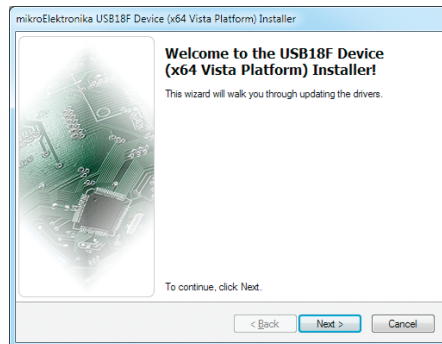 mikroElektronika USB18F Device (x64 Vista Platform) Installer
Welcome to the USB18F Device
(x64 Vista Platform) Installer!
This wizard will walk you through updating the drivers.
To continue, click Next.
< Back Next > Cancel